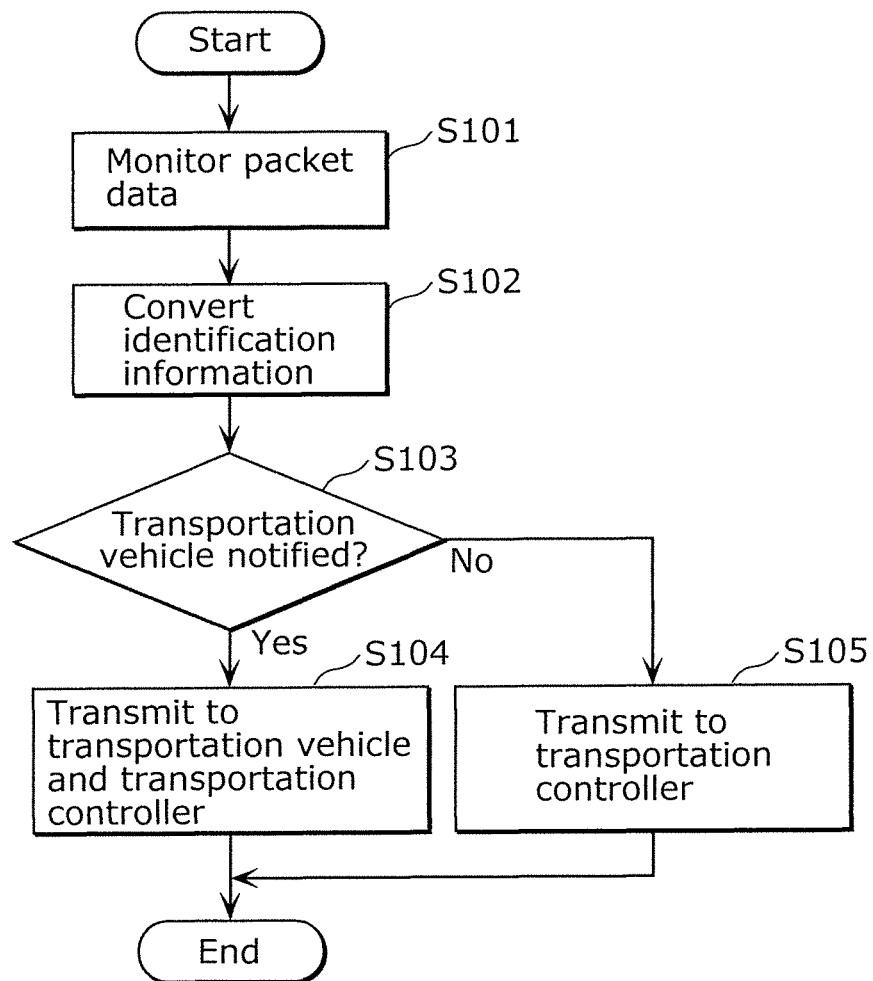 Start
S101
Monitor packet
data
S102
Convert
identification
information
S103
Transportation
vehicle notified?
No
Yes
S104
Transmit to
transportation vehicle
and transportation
controller
S105
Transmit to
transportation
controller
End